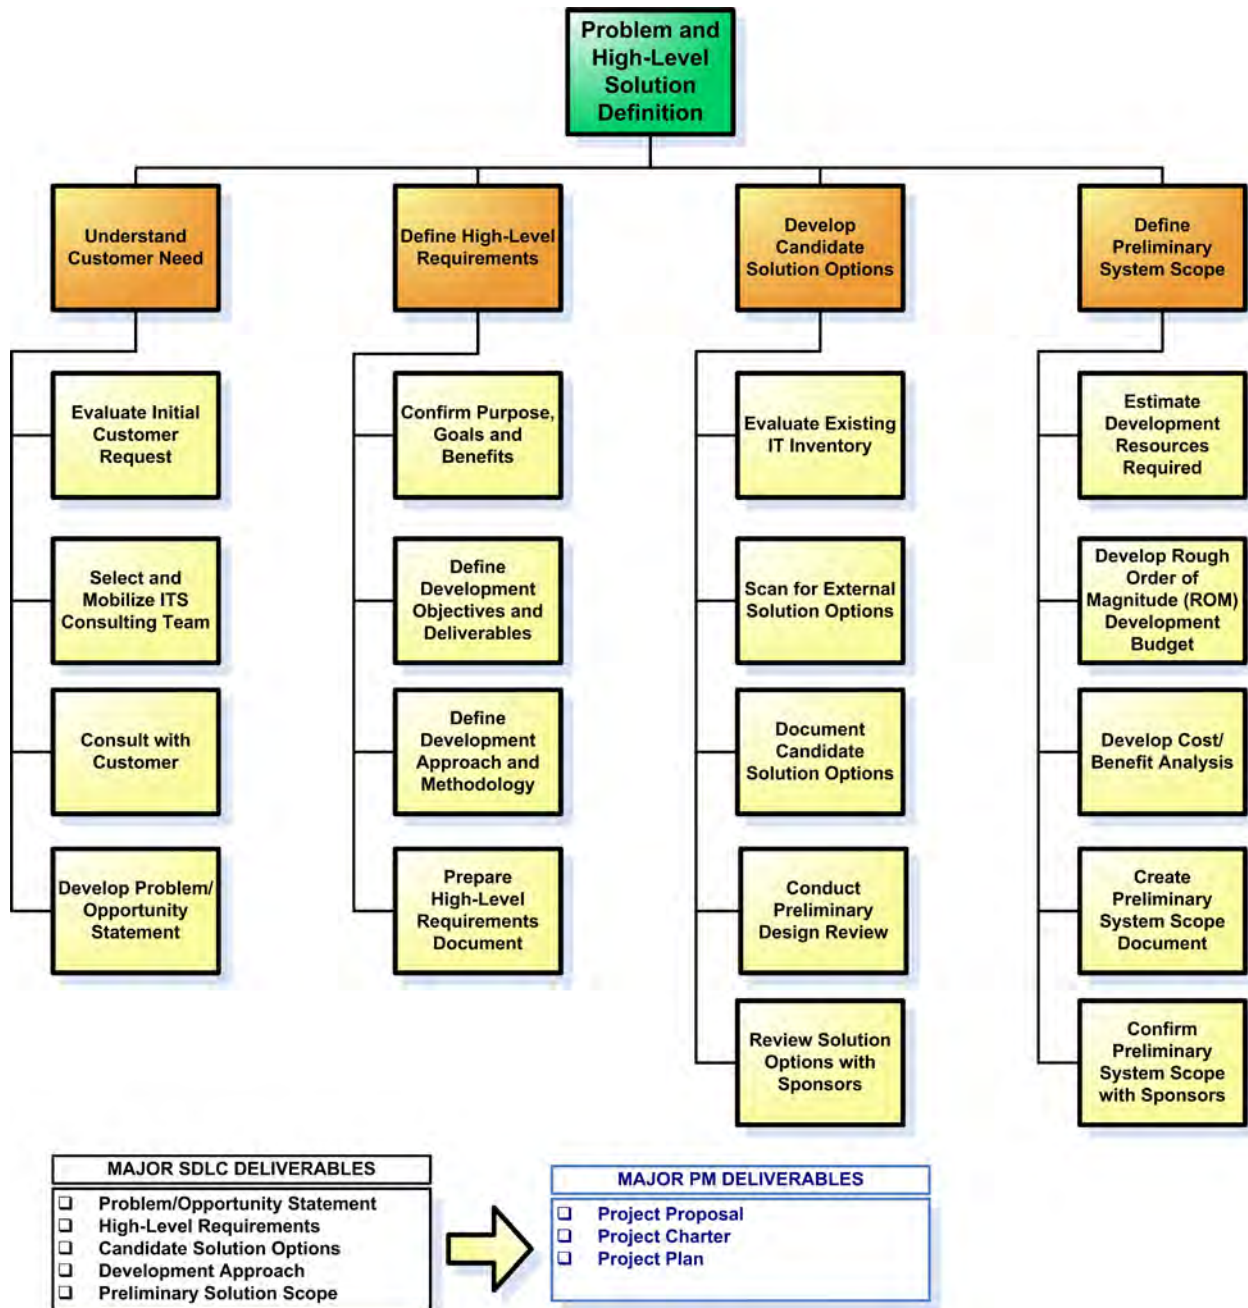 Problem and
High-Level
Solution
Definition
Understand
Customer Need
Define High-Level
Requirements
Develop
Candidate
Solution Options
Define
Preliminary
System Scope
Evaluate Initial
Customer
Request
Confirm Purpose,
Goals and
Benefits
Evaluate Existing
IT Inventory
Estimate
Development
Resources
Required
Select and
Mobilize ITS
Consulting Team
Define
Development
Objectives and
Deliverables
Scan for External
Solution Options
Develop Rough
Order of
Magnitude (ROM)
Development
Budget
Consult with
Customer
Define
Development
Approach and
Methodology
Document
Candidate
Solution Options
Develop Cost/
Benefit Analysis
Develop Problem/
Opportunity
Statement
Prepare
High-Level
Requirements
Document
Conduct
Preliminary
Design Review
Create
Preliminary
System Scope
Document
Review Solution
Options with
Sponsors
Confirm
Preliminary
System Scope
with Sponsors
MAJOR SDLC DELIVERABLES
Problem/Opportunity Statement
High-Level Requirements
Candidate Solution Options
Development Approach
Preliminary Solution Scope
MAJOR PM DELIVERABLES
Project Proposal
Project Charter
Project Plan